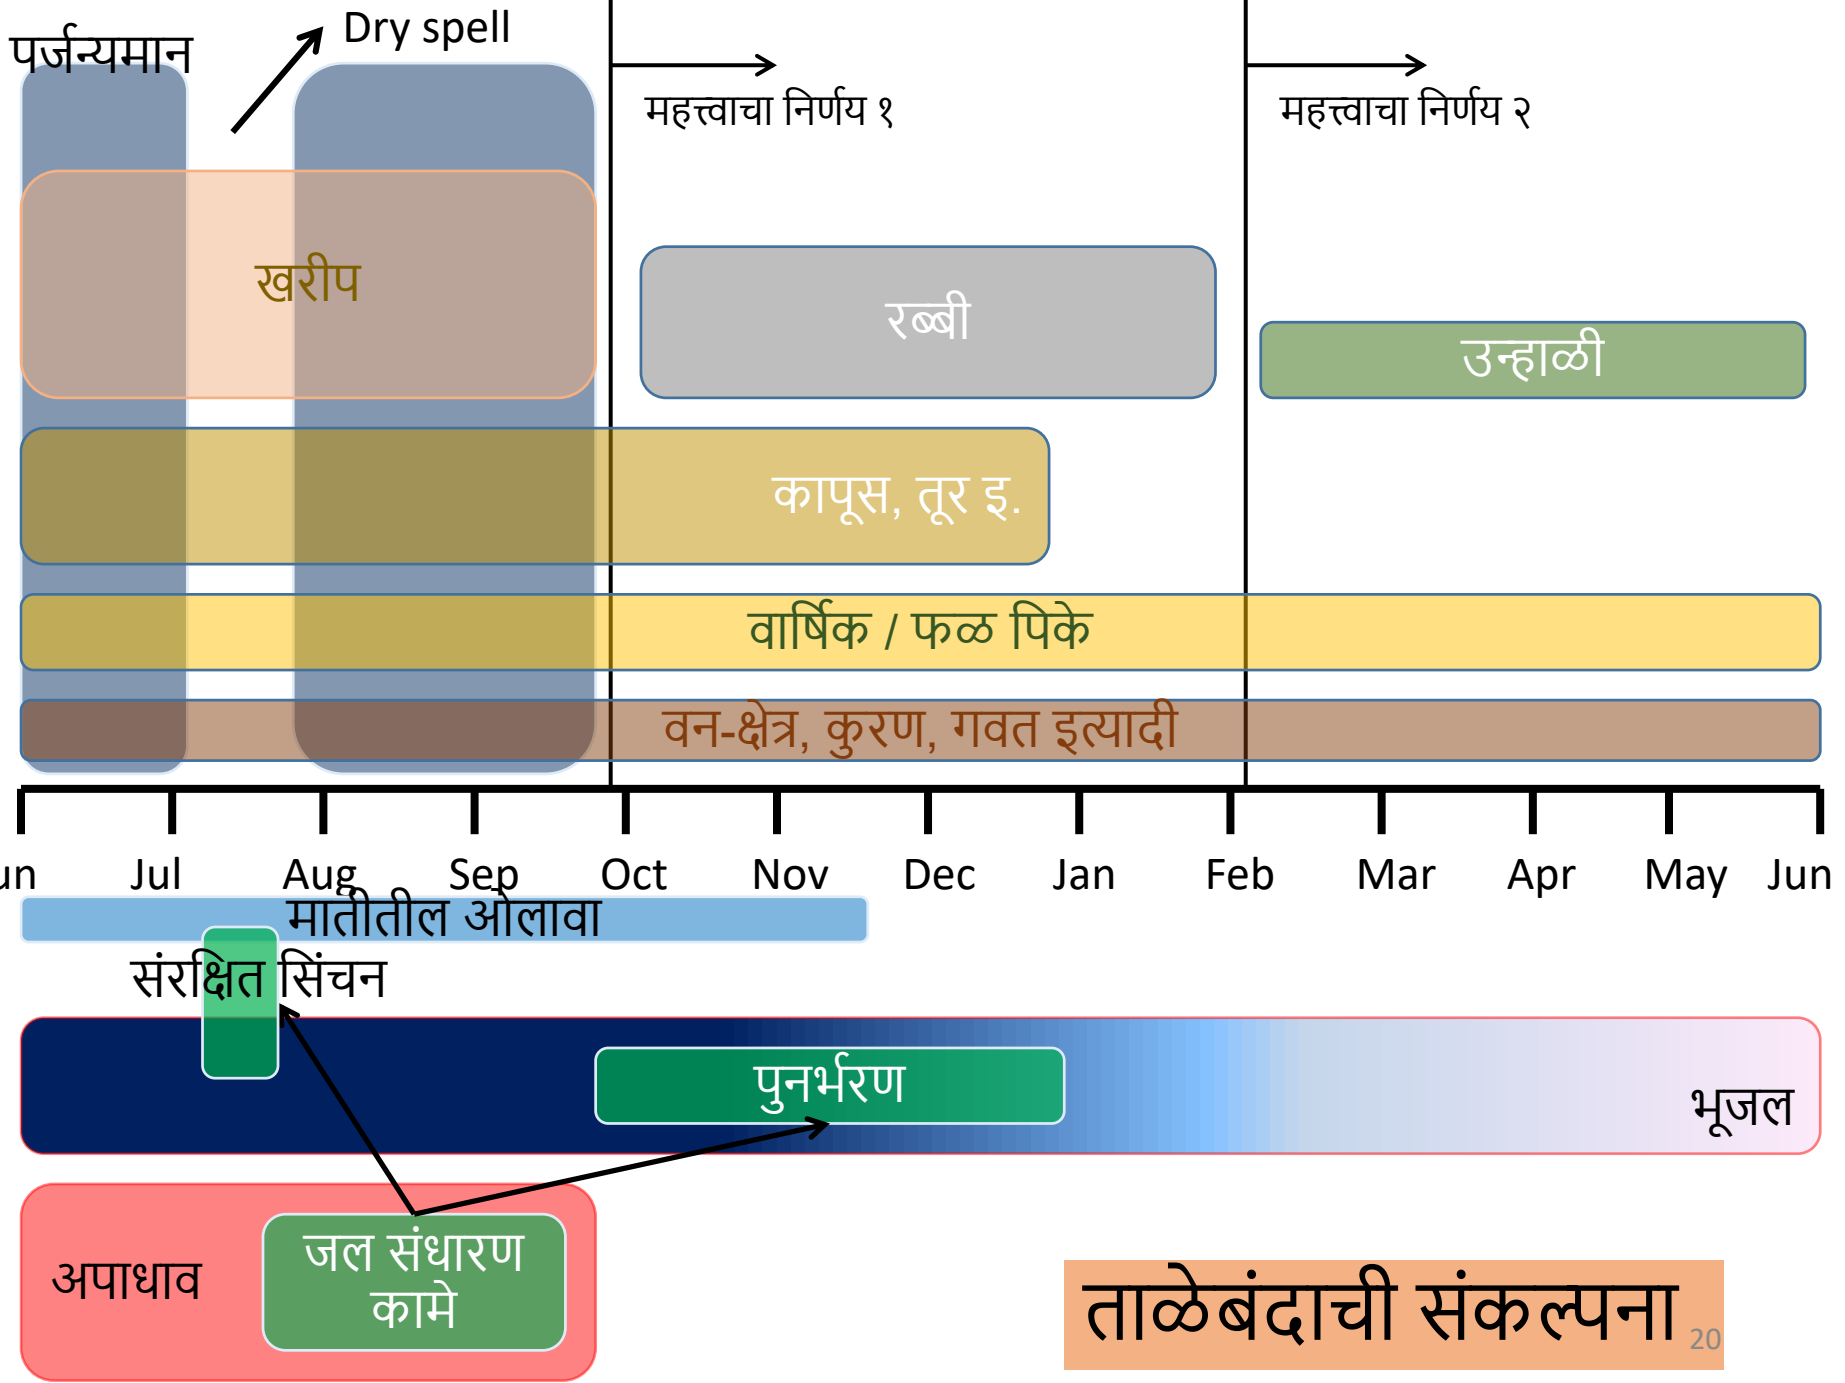 पर्जन्यमान
Dry spell
महत्त्वाचा निर्णय १
महत्त्वाचा निर्णय २
खरीप
रब्बी
उन्हाळी
कापूस, तूर इ.
वार्षिक / फळ पिके
वन-क्षेत्र, कुरण, गवत इत्यादी
un Jul Aug Sep Oct Nov Dec Jan Feb Mar Apr May Jun
मातीतील ओलावा
संरक्षित सिंचन
पुनर्भरण
भूजल
अपाधाव
जल संधारण
कामे
ताळेबंदाची संकल्पना
20